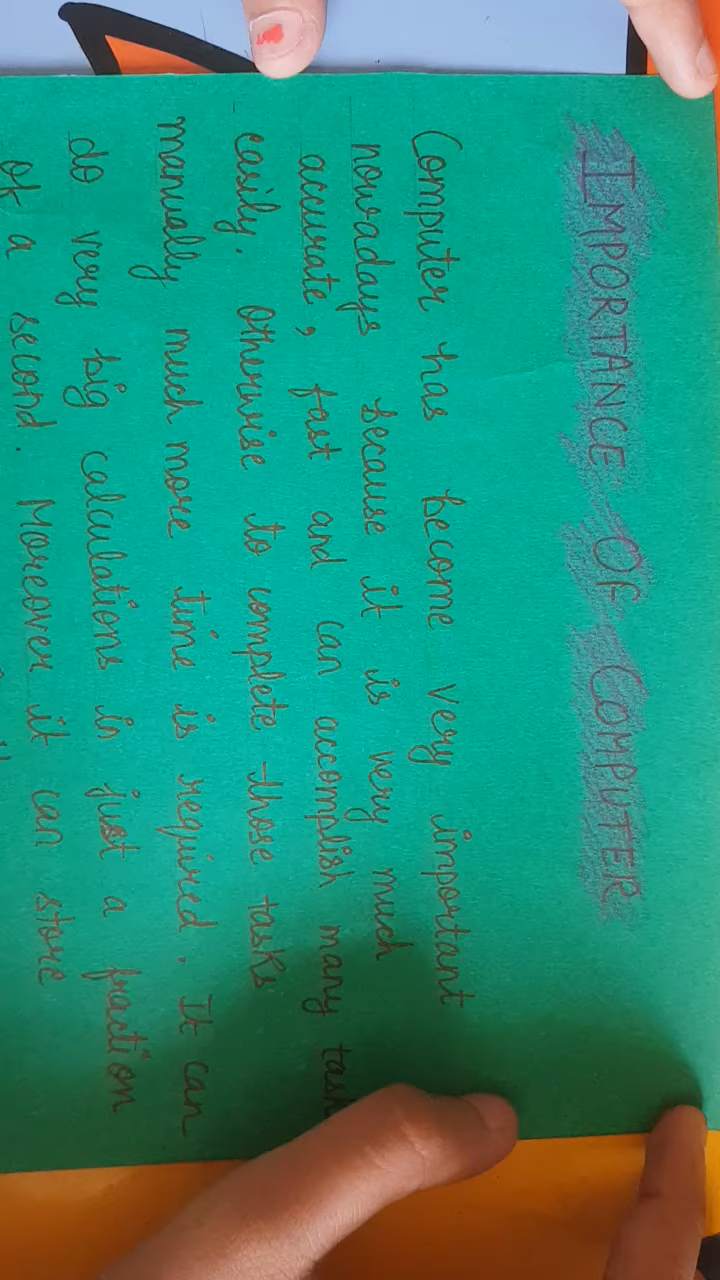 IMPORTANCE OF COMPUTER
Computer has become very important
nowadays because it is very much
accurate, fast and can accomplish many task
easily. Otherwise to complete those tasks
manually much more time is required. It can
do very big calculations in just a fraction
of a second. Moreover it can store